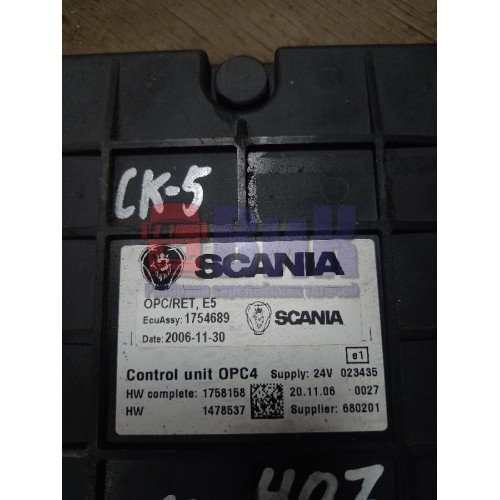 CK-5
SCANIA
OPC/RET, E5
EcuAssy: 1754689
SCANIA
Date: 2006-11-30
e1
Control unit OPC4 Supply: 24V 023435
HW complete: 1758158 20.11.06 0027
HW 1478537 Supplier: 680201